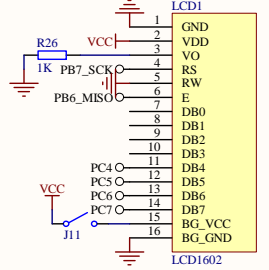 LCD1
1 GND
VCC 2 VDD
R26 3 VO
1K
PB7_SCK 4 RS
5 RW
PB6_MISO 6 E
7 DB0
8 DB1
9 DB2
10 DB3
PC4 11 DB4
PC5 12 DB5
PC6 13 DB6
PC7 14 DB7
VCC
15 BG_VCC
J11
16 BG_GND
LCD1602